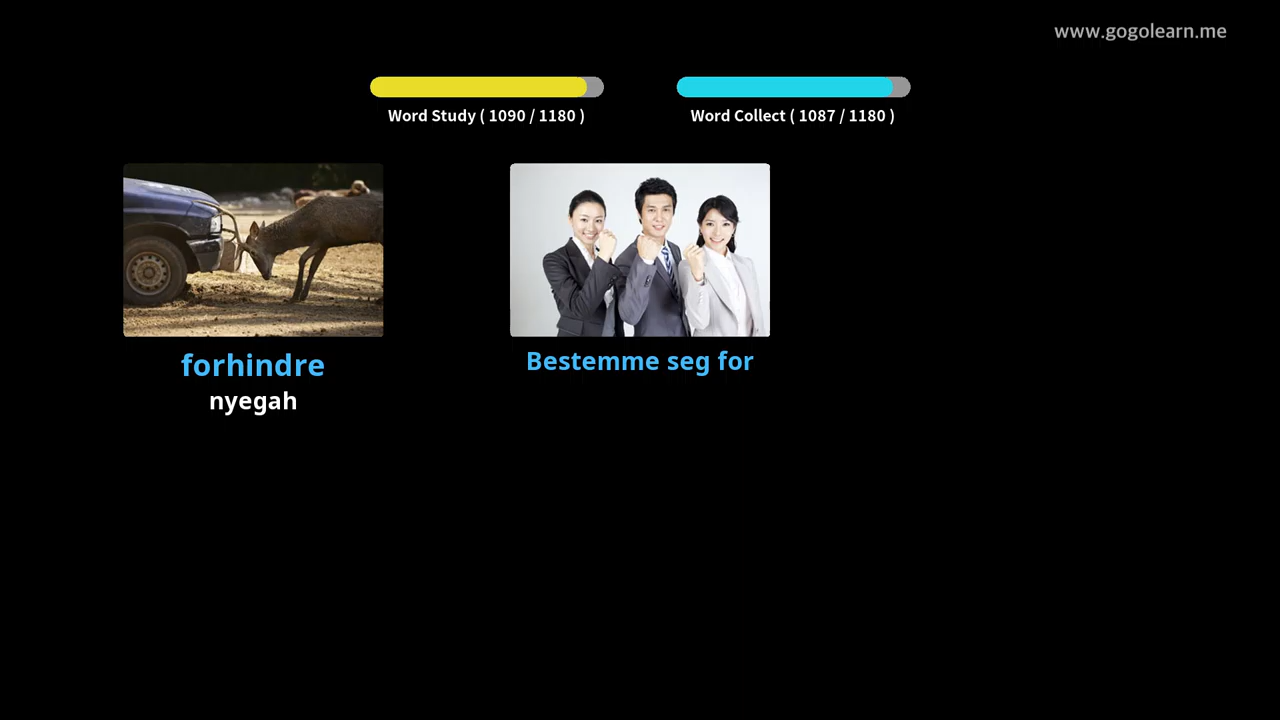 www.gogolearn.me
Word Study ( 1090 / 1180 )
Word Collect ( 1087 / 1180 )
forhindre
nyegah
Bestemme seg for